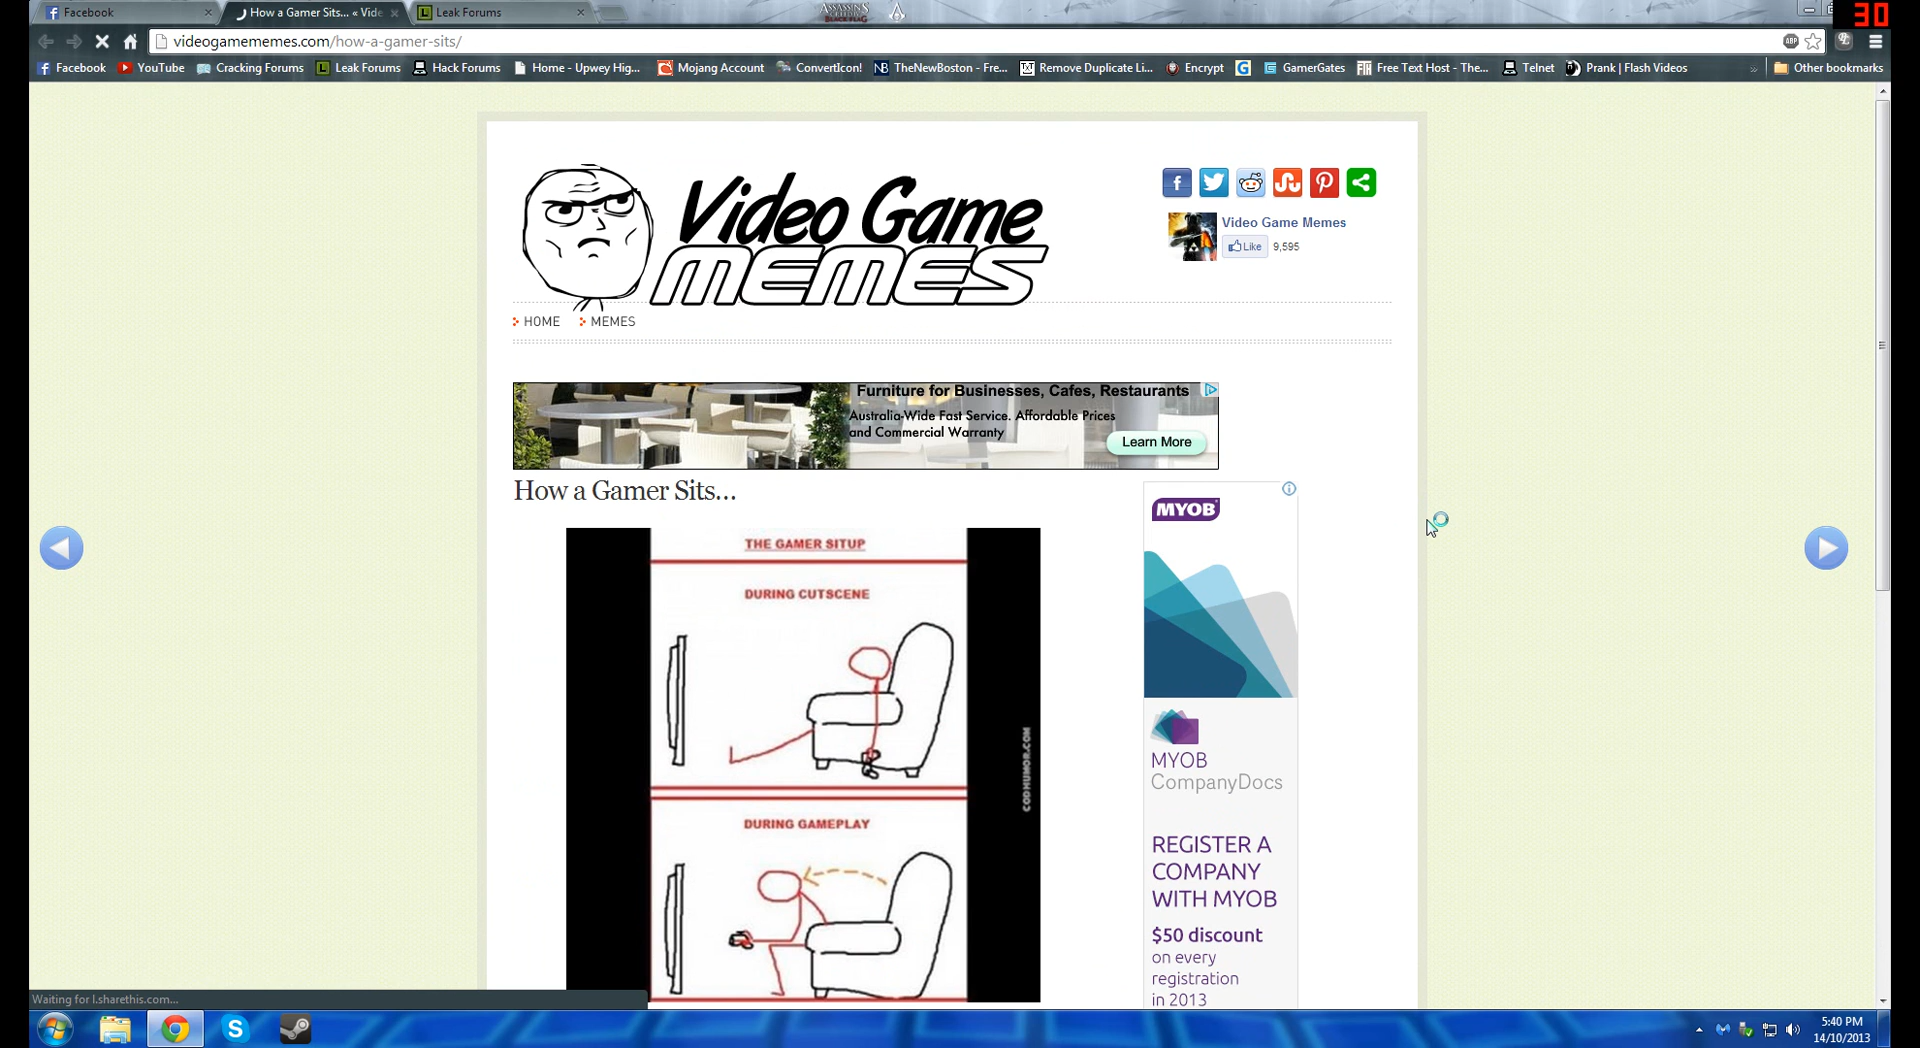 Facebook
How a Gamer Sits... « Vide
Leak Forums
ASSASSIN'S
BLACK FLAG
30
videogamememes.com/how-a-gamer-sits/
ABP
Facebook
YouTube
Cracking Forums
Leak Forums
Hack Forums
Home - Upwey Hig...
Mojang Account
ConvertIcon!
TheNewBoston - Fre...
Remove Duplicate Li...
Encrypt
GamerGates
Free Text Host - The...
Telnet
Prank | Flash Videos
Other bookmarks
Video Game
MEMES
Video Game Memes
Like 9,595
HOME
MEMES
Furniture for Businesses, Cafes, Restaurants
Australia-Wide Fast Service. Affordable Prices
and Commercial Warranty
Learn More
How a Gamer Sits...
THE GAMER SITUP
DURING CUTSCENE
CODHUMOR.COM
DURING GAMEPLAY
MYOB
MYOB
CompanyDocs
REGISTER A
COMPANY
WITH MYOB
$50 discount
on every
registration
in 2013
Waiting for l.sharethis.com...
5:40 PM
14/10/2013